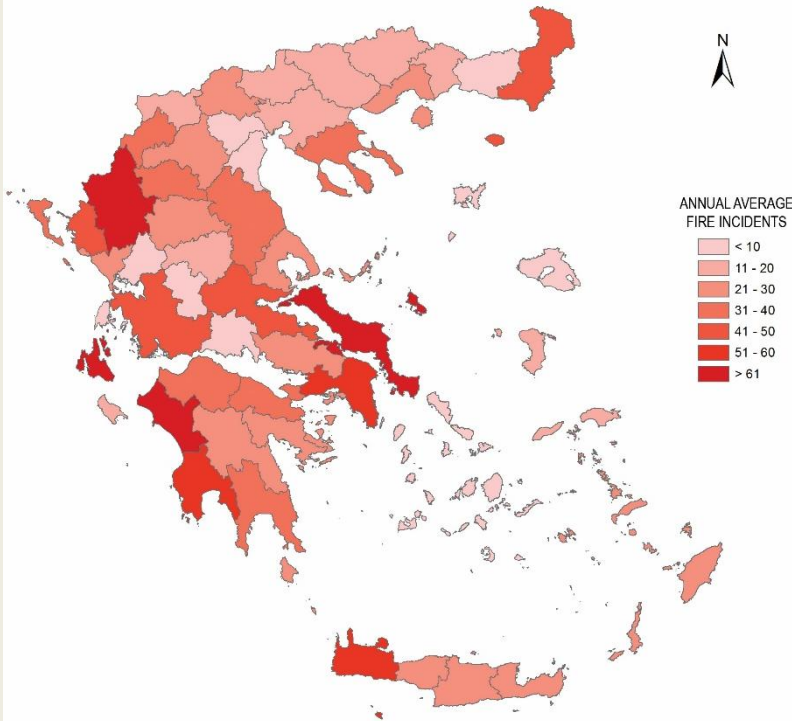 N
ANNUAL AVERAGE
FIRE INCIDENTS
< 10
11 - 20
21 - 30
31 - 40
41 - 50
51 - 60
> 61